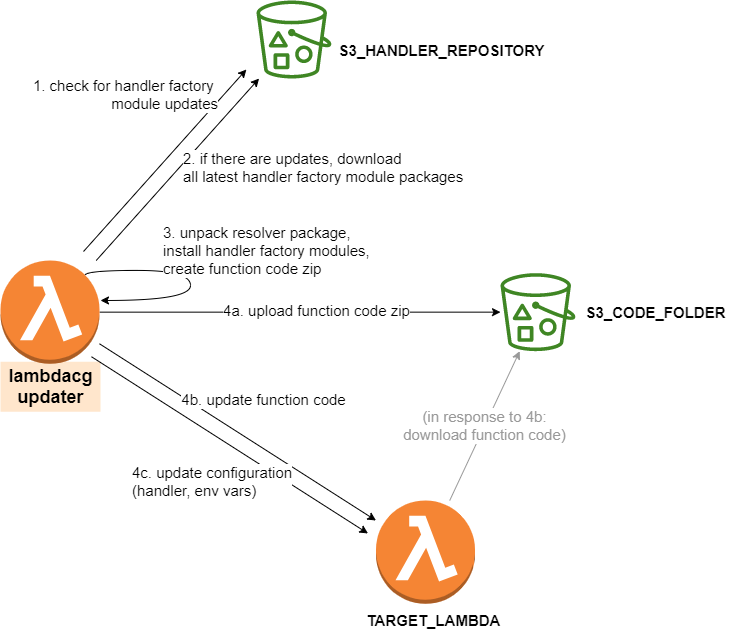 S3_HANDLER_REPOSITORY
1. check for handler factory
module updates
2. if there are updates, download
all latest handler factory module packages
3. unpack resolver package,
install handler factory modules,
create function code zip
4a. upload function code zip
S3_CODE_FOLDER
lambdacg
updater
4b. update function code
(in response to 4b:
download function code)
4c. update configuration
(handler, env vars)
TARGET_LAMBDA